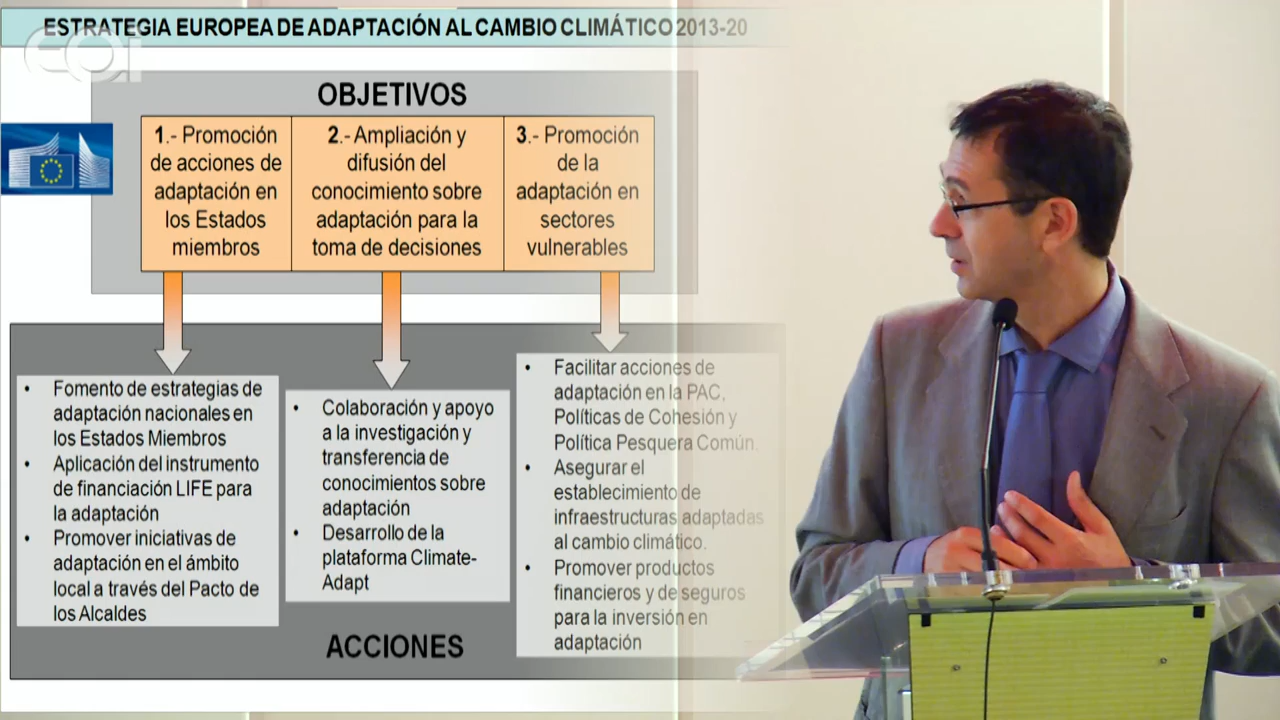 ESTRATEGIA EUROPEA DE ADAPTACIÓN AL CAMBIO CLIMÁTICO 2013-20
eoi
OBJETIVOS
1.- Promoción
de acciones de
adaptación en
los Estados
miembros
2.- Ampliación y
difusión del
conocimiento sobre
adaptación para la
toma de decisiones
3.- Promoción
de la
adaptación en
sectores
vulnerables
• Fomento de estrategias de
adaptación nacionales en
los Estados Miembros
• Aplicación del instrumento
de financiación LIFE para
la adaptación
• Promover iniciativas de
adaptación en el ámbito
local a través del Pacto de
los Alcaldes
• Colaboración y apoyo
a la investigación y
transferencia de
conocimientos sobre
adaptación
• Desarrollo de la
plataforma Climate-
Adapt
• Facilitar acciones de
adaptación en la PAC,
Políticas de Cohesión y
Política Pesquera Común.
• Asegurar el
establecimiento de
infraestructuras adaptadas
al cambio climático.
• Promover productos
financieros y de seguros
para la inversión en
adaptación
ACCIONES